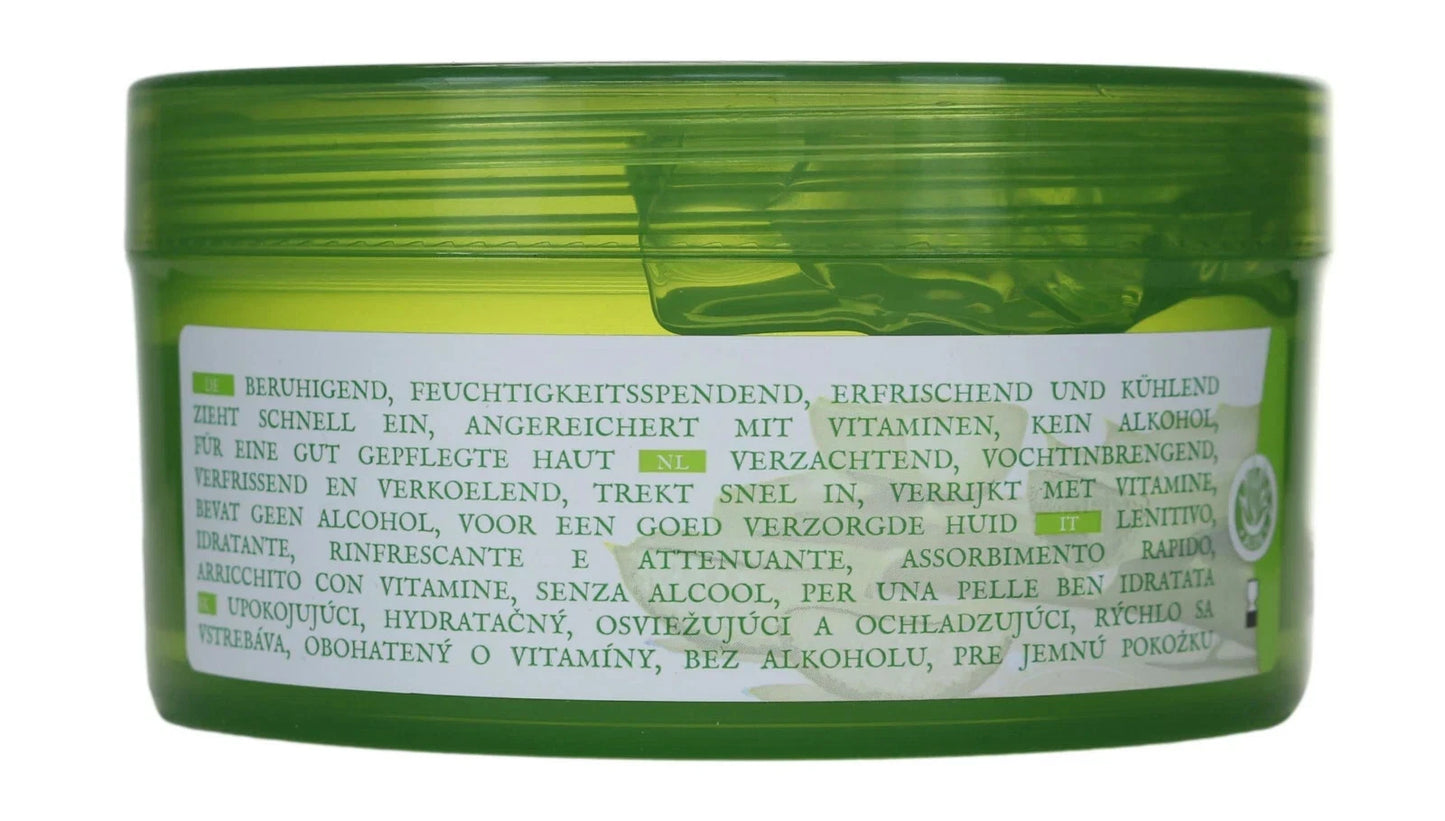 DE BERUHIGEND, FEUCHTIGKEITSSPENDEND, ERFRISCHEND UND KÜHLEND
ZIEHT SCHNELL EIN, ANGEREICHERT MIT VITAMINEN, KEIN ALKOHOL,
FÜR EINE GUT GEPFLEGTE HAUT NL VERZACHTEND, VOCHTINBRENGEND,
VERFRISSEND EN VERKOELEND, TREKT SNEL IN, VERRIJKT MET VITAMINE,
BEVAT GEEN ALCOHOL, VOOR EEN GOED VERZORGDE HUID IT LENITIVO,
IDRATANTE, RINFRESCANTE E ATTENUANTE, ASSORBIMENTO RAPIDO,
ARRICCHITO CON VITAMINE, SENZA ALCOOL, PER UNA PELLE BEN IDRATATA
UPOKOJUJÚCI, HYDRATAČNÝ, OSVIEŽUJÚCI A OCHLADZUJÚCI, RÝCHLO SA
VSTREBÁVA, OBOHATENÝ O VITAMÍNY, BEZ ALKOHOLU, PRE JEMNÚ POKOŽKU